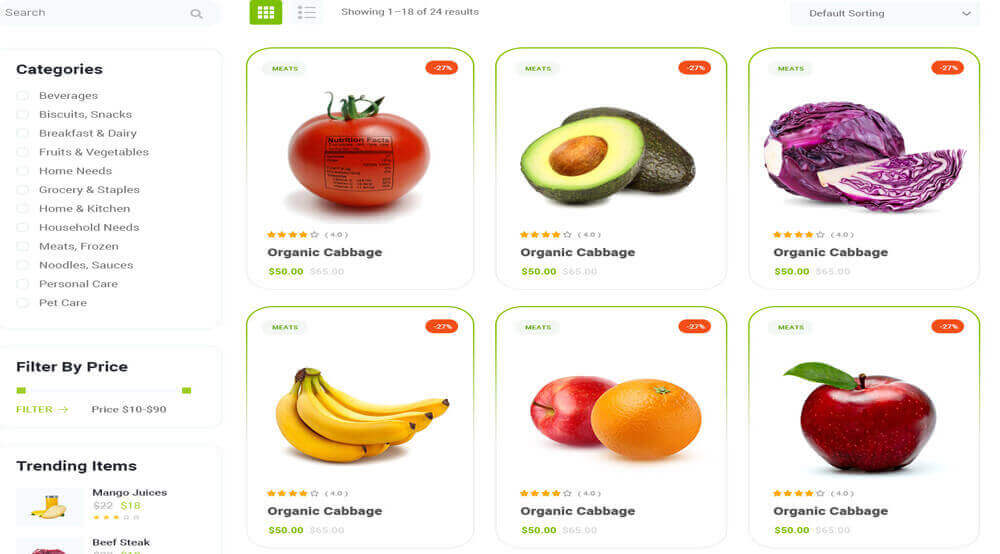 Search
Showing 1–18 of 24 results
Default Sorting
Categories
Beverages
Biscuits, Snacks
Breakfast & Dairy
Fruits & Vegetables
Home Needs
Grocery & Staples
Home & Kitchen
Household Needs
Meats, Frozen
Noodles, Sauces
Personal Care
Pet Care
Filter By Price
FILTER → Price $10-$90
Trending Items
Mango Juices
$22 $18
Beef Steak
MEATS -27%
Nutrition Facts
( 4.0 )
Organic Cabbage
$50.00 $65.00
MEATS -27%
( 4.0 )
Organic Cabbage
$50.00 $65.00
MEATS -27%
( 4.0 )
Organic Cabbage
$50.00 $65.00
MEATS -27%
( 4.0 )
Organic Cabbage
$50.00 $65.00
MEATS -27%
( 4.0 )
Organic Cabbage
$50.00 $65.00
MEATS -27%
( 4.0 )
Organic Cabbage
$50.00 $65.00